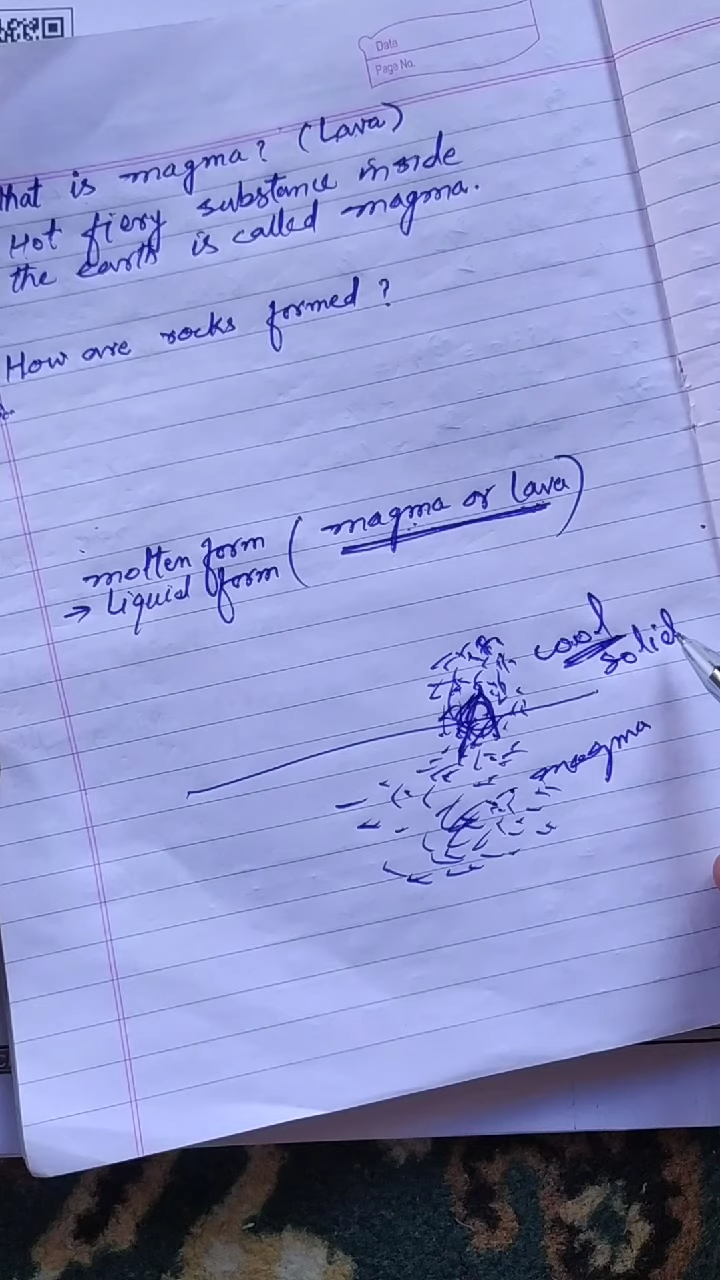 Date
Page No.
hat is magma? (Lava)
Hot fiery substance inside
the earth is called magma.
How are rocks formed?
molten form ( magma or lava)
→ Liquid form
cool
solid
magma